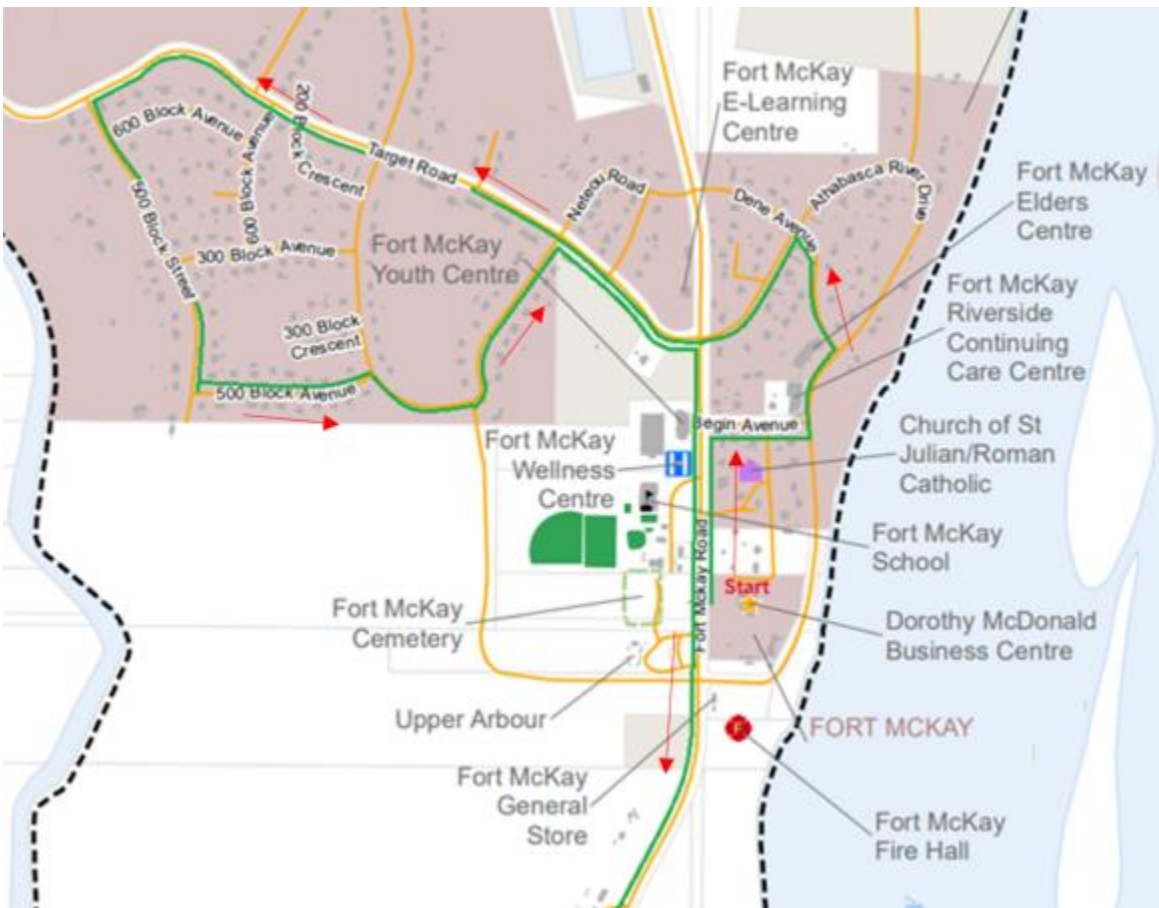 Fort McKay
E-Learning
Centre
200 Block
Crescent
600 Block Avenue
600 Block Avenue
Target Road
500 Block Street
300 Block Avenue
Neteou Road
Dene Avenue
Athabasca River
Drive
Fort McKay
Elders
Centre
Fort McKay
Youth Centre
Fort McKay
Riverside
Continuing
Care Centre
300 Block
Crescent
500 Block Avenue
Begin Avenue
Fort McKay
Wellness
Centre
H
Church of St
Julian/Roman
Catholic
Fort McKay
School
Fort Mckay Road
Start
Fort McKay
Cemetery
Dorothy McDonald
Business Centre
Upper Arbour
FORT MCKAY
F
Fort McKay
General
Store
Fort McKay
Fire Hall